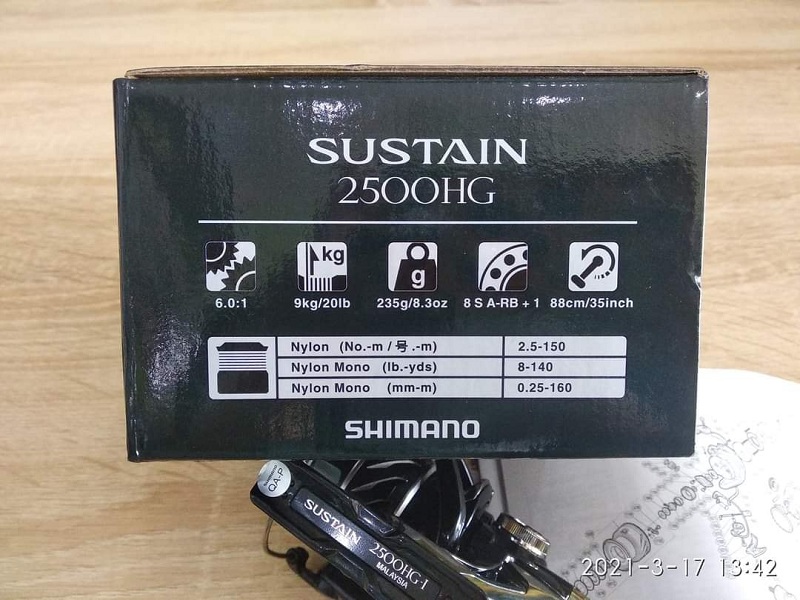 SUSTAIN
2500HG
kg
g
6.0:1
9kg/20lb
235g/8.3oz
8 S A-RB + 1
88cm/35inch
Nylon (No.-m / 号.-m) 2.5-150
Nylon Mono (lb.-yds) 8-140
Nylon Mono (mm-m) 0.25-160
SHIMANO
QA-P
SUSTAIN 2500HG-I
MALAYSIA
2021-3-17 13:42